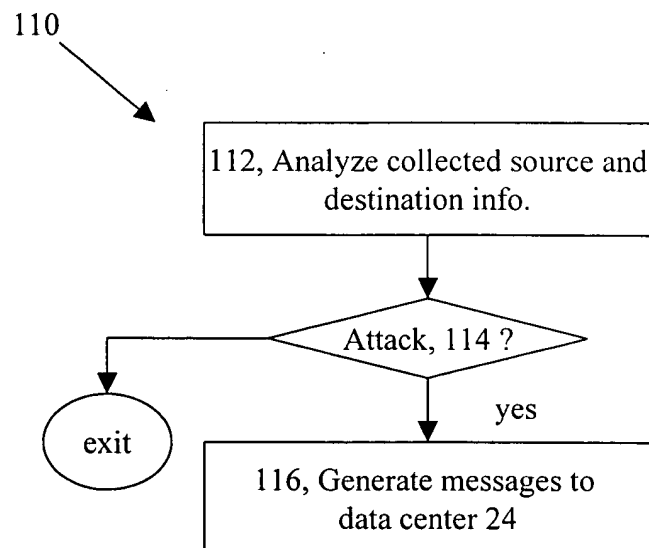 110
112, Analyze collected source and
destination info.
Attack, 114 ?
exit
yes
116, Generate messages to
data center 24